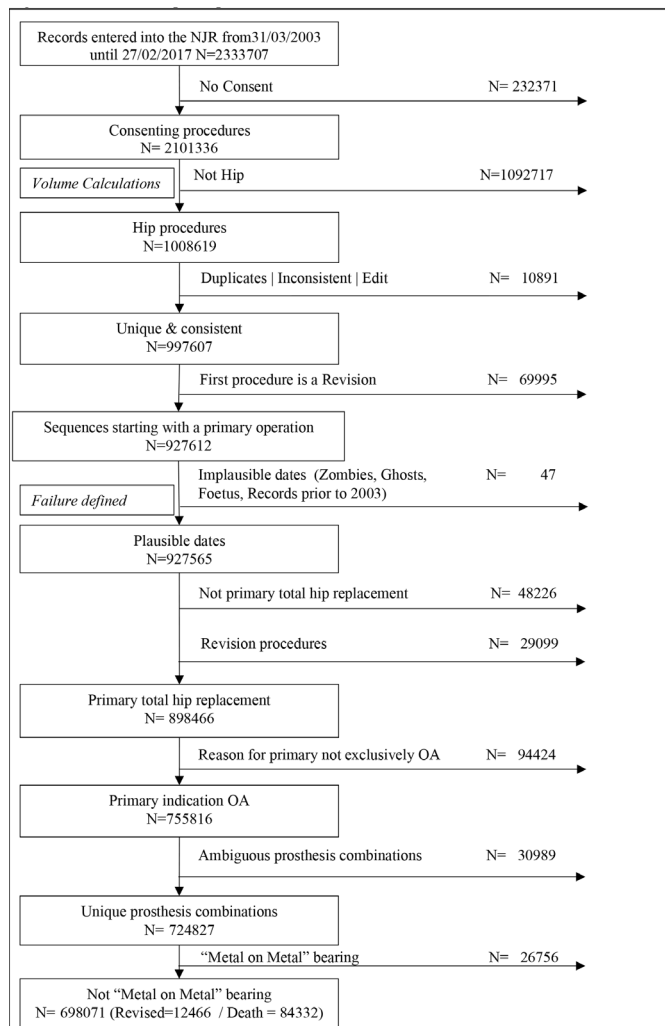 Records entered into the NJR from31/03/2003
until 27/02/2017 N=2333707
No Consent N= 232371
Consenting procedures
N= 2101336
Not Hip N=1092717
Volume Calculations
Hip procedures
N=1008619
Duplicates | Inconsistent | Edit N= 10891
Unique & consistent
N=997607
First procedure is a Revision N= 69995
Sequences starting with a primary operation
N=927612
Implausible dates (Zombies, Ghosts, N= 47
Foetus, Records prior to 2003)
Failure defined
Plausible dates
N=927565
Not primary total hip replacement N= 48226
Revision procedures N= 29099
Primary total hip replacement
N= 898466
Reason for primary not exclusively OA N= 94424
Primary indication OA
N=755816
Ambiguous prosthesis combinations N= 30989
Unique prosthesis combinations
N= 724827
“Metal on Metal” bearing N= 26756
Not “Metal on Metal” bearing
N= 698071 (Revised=12466 / Death = 84332)